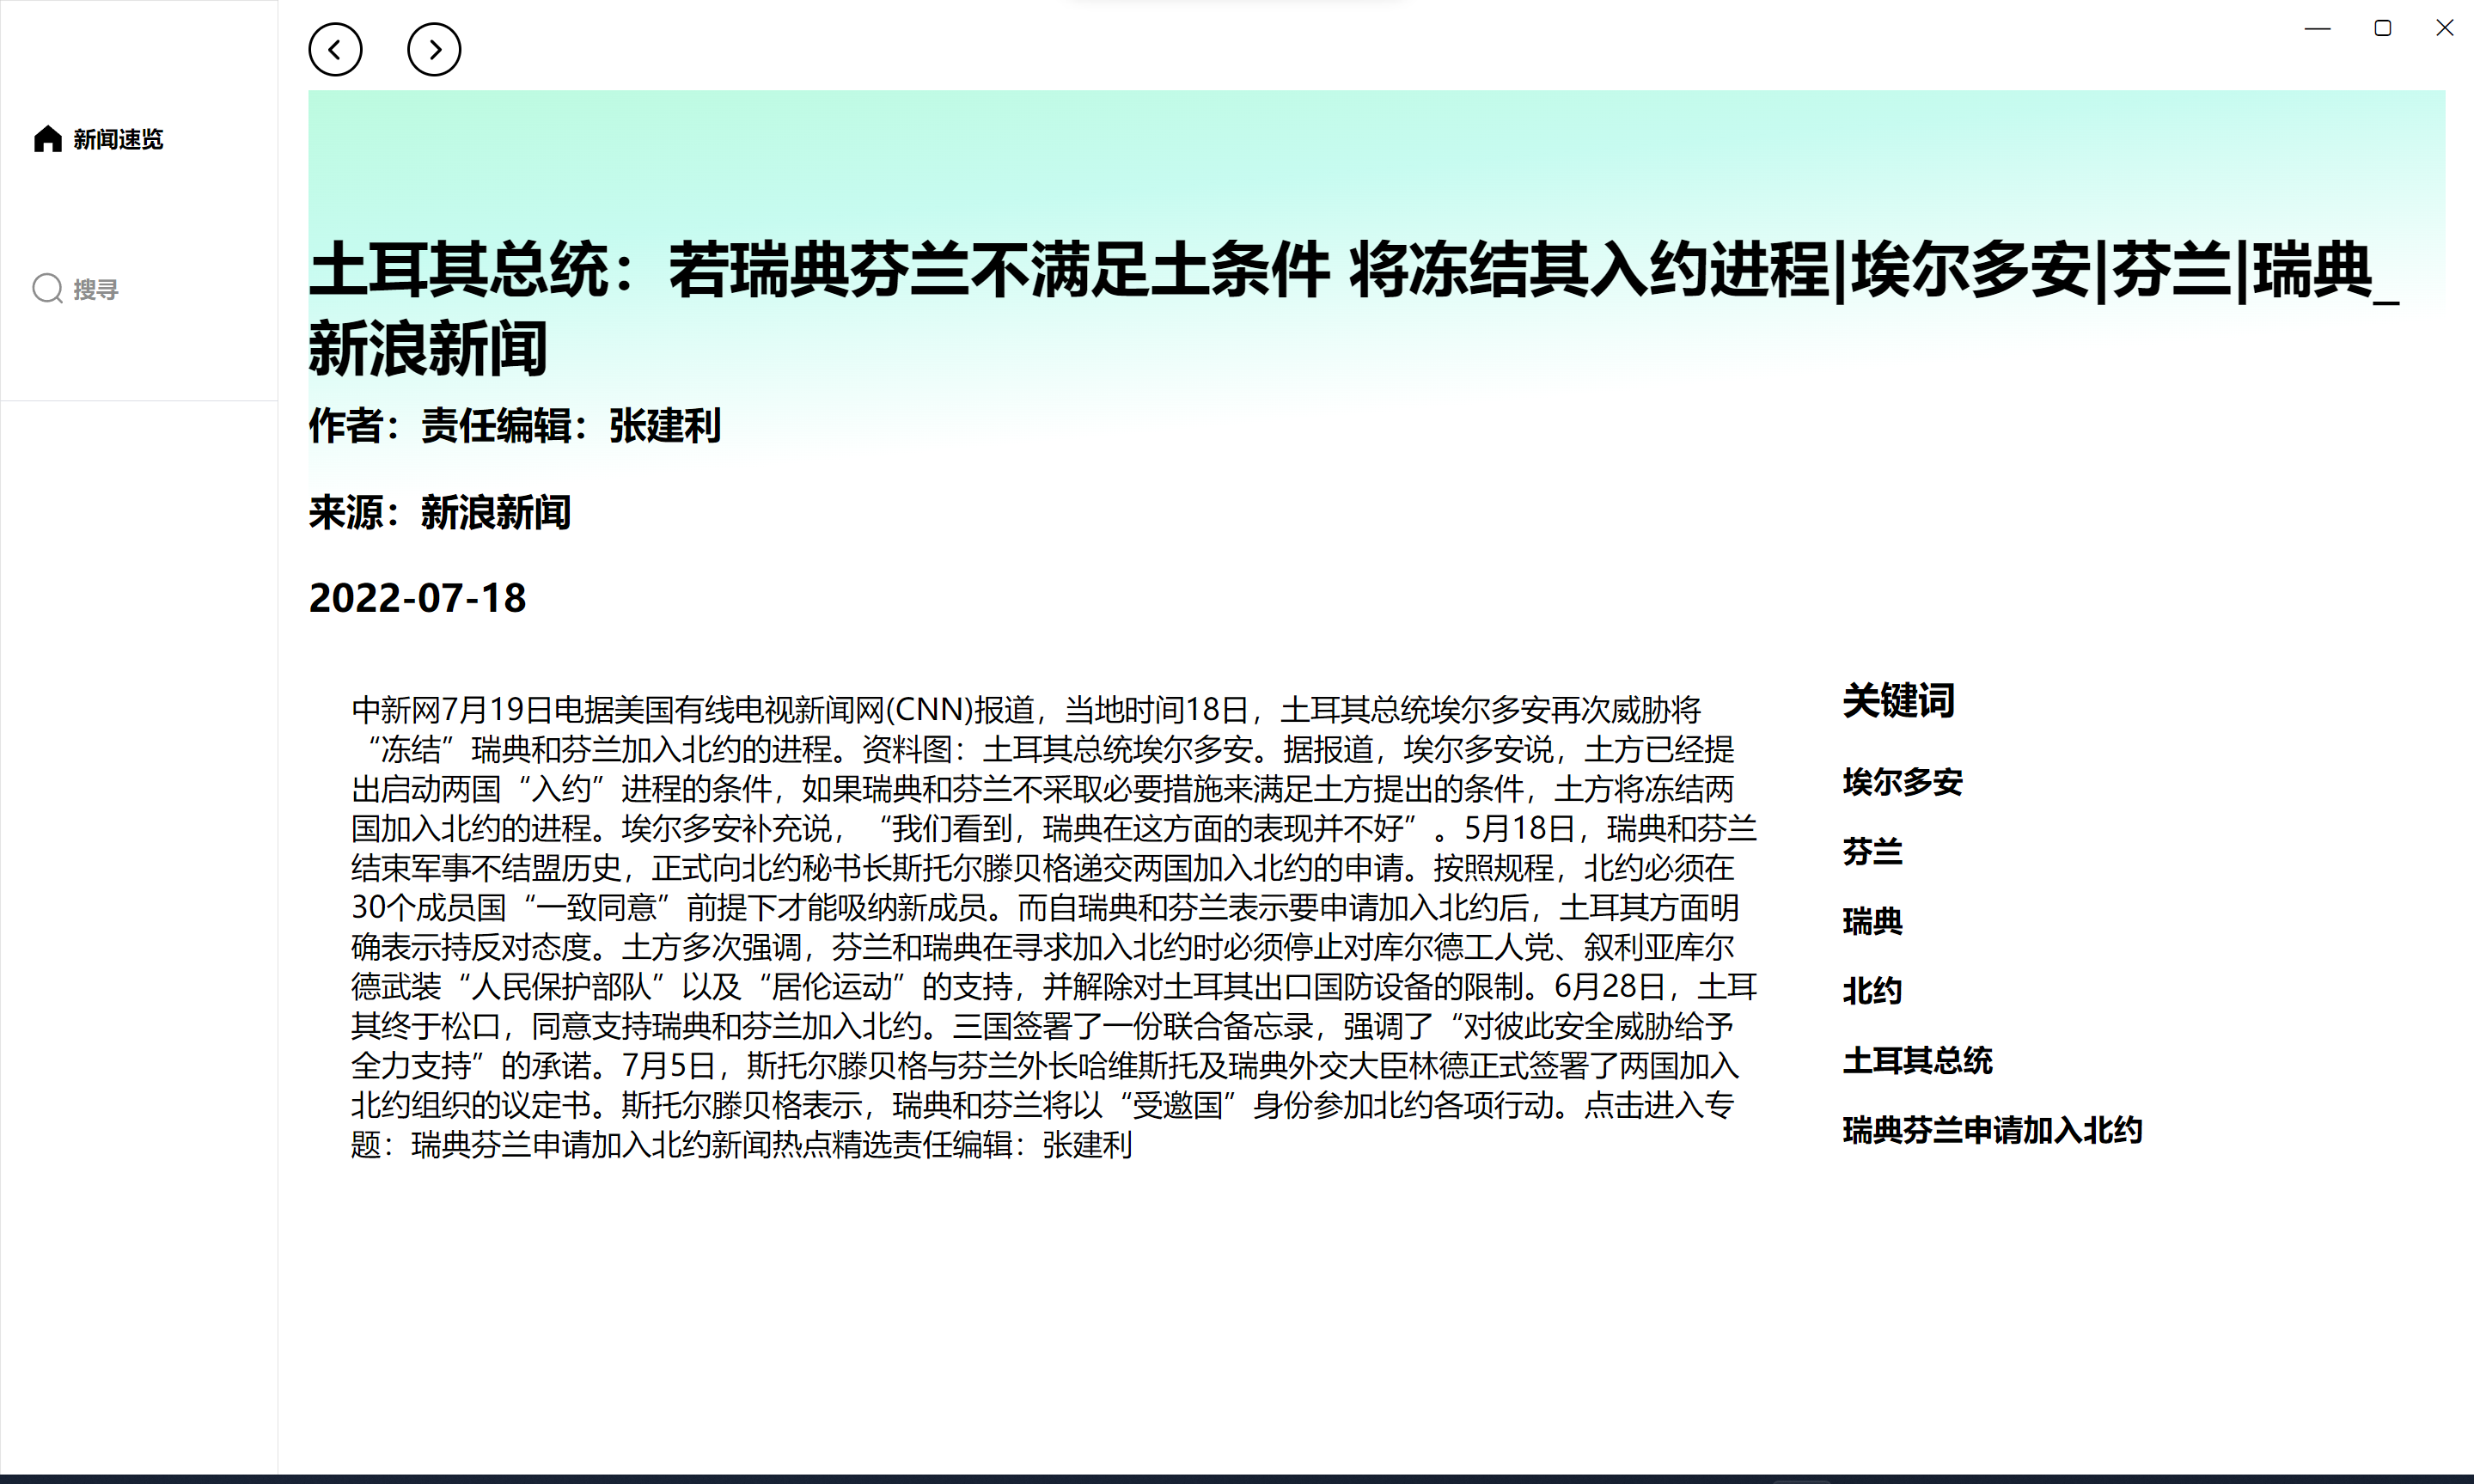 新闻速览
搜寻
土耳其总统：若瑞典芬兰不满足土条件 将冻结其入约进程|埃尔多安|芬兰|瑞典_
新浪新闻
作者：责任编辑：张建利
来源：新浪新闻
2022-07-18
中新网7月19日电据美国有线电视新闻网(CNN)报道，当地时间18日，土耳其总统埃尔多安再次威胁将
“冻结”瑞典和芬兰加入北约的进程。资料图：土耳其总统埃尔多安。据报道，埃尔多安说，土方已经提
出启动两国“入约”进程的条件，如果瑞典和芬兰不采取必要措施来满足土方提出的条件，土方将冻结两
国加入北约的进程。埃尔多安补充说，“我们看到，瑞典在这方面的表现并不好”。5月18日，瑞典和芬兰
结束军事不结盟历史，正式向北约秘书长斯托尔滕贝格递交两国加入北约的申请。按照规程，北约必须在
30个成员国“一致同意”前提下才能吸纳新成员。而自瑞典和芬兰表示要申请加入北约后，土耳其方面明
确表示持反对态度。土方多次强调，芬兰和瑞典在寻求加入北约时必须停止对库尔德工人党、叙利亚库尔
德武装“人民保护部队”以及“居伦运动”的支持，并解除对土耳其出口国防设备的限制。6月28日，土耳
其终于松口，同意支持瑞典和芬兰加入北约。三国签署了一份联合备忘录，强调了“对彼此安全威胁给予
全力支持”的承诺。7月5日，斯托尔滕贝格与芬兰外长哈维斯托及瑞典外交大臣林德正式签署了两国加入
北约组织的议定书。斯托尔滕贝格表示，瑞典和芬兰将以“受邀国”身份参加北约各项行动。点击进入专
题：瑞典芬兰申请加入北约新闻热点精选责任编辑：张建利
关键词
埃尔多安
芬兰
瑞典
北约
土耳其总统
瑞典芬兰申请加入北约